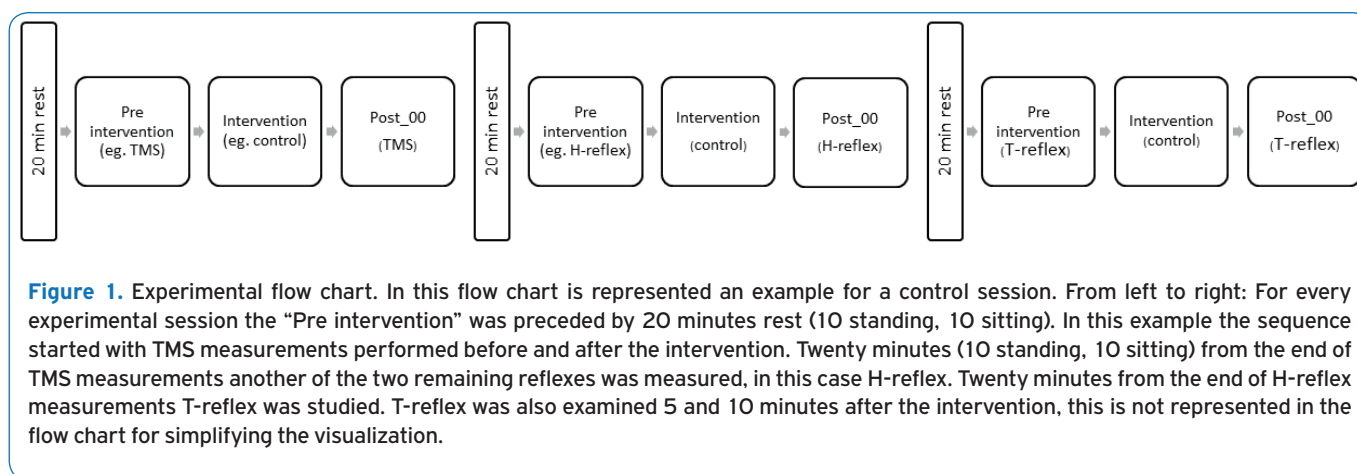 20 min rest
Pre
intervention
(eg. TMS)
Intervention
(eg. control)
Post_00
(TMS)
20 min rest
Pre
intervention
(eg. H-reflex)
Intervention
(control)
Post_00
(H-reflex)
20 min rest
Pre
intervention
(T-reflex)
Intervention
(control)
Post_00
(T-reflex)
Figure 1. Experimental flow chart. In this flow chart is represented an example for a control session. From left to right: For every
experimental session the “Pre intervention” was preceded by 20 minutes rest (10 standing, 10 sitting). In this example the sequence
started with TMS measurements performed before and after the intervention. Twenty minutes (10 standing, 10 sitting) from the end of
TMS measurements another of the two remaining reflexes was measured, in this case H-reflex. Twenty minutes from the end of H-reflex
measurements T-reflex was studied. T-reflex was also examined 5 and 10 minutes after the intervention, this is not represented in the
flow chart for simplifying the visualization.